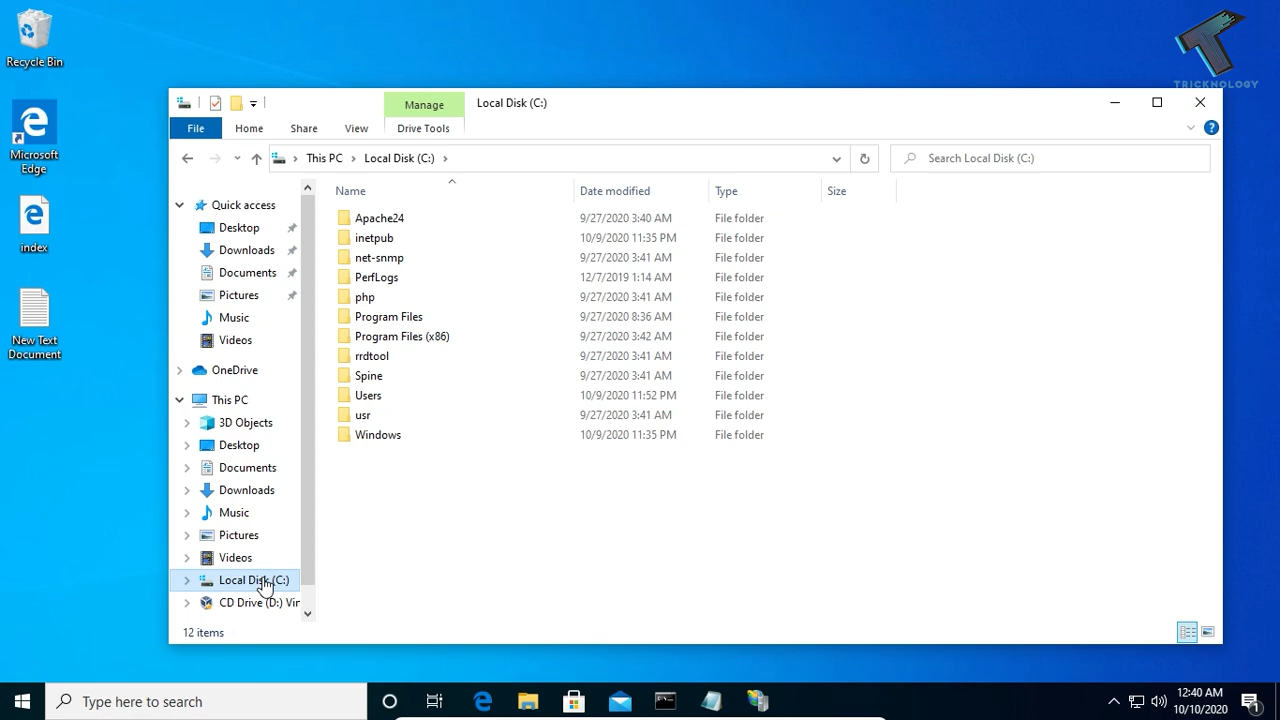 Recycle Bin
Microsoft
Edge
index
New Text
Document
TRICKNOLOGY
Manage
Local Disk (C:)
File
Home
Share
View
Drive Tools
This PC
Local Disk (C:)
Search Local Disk (C:)
Name
Date modified
Type
Size
Quick access
Desktop
Downloads
Documents
Pictures
Music
Videos
OneDrive
This PC
3D Objects
Desktop
Documents
Downloads
Music
Pictures
Videos
Local Disk (C:)
CD Drive (D:) Vir
Apache24 9/27/2020 3:40 AM File folder
inetpub 10/9/2020 11:35 PM File folder
net-snmp 9/27/2020 3:41 AM File folder
PerfLogs 12/7/2019 1:14 AM File folder
php 9/27/2020 3:41 AM File folder
Program Files 9/27/2020 8:36 AM File folder
Program Files (x86) 9/27/2020 3:42 AM File folder
rrdtool 9/27/2020 3:41 AM File folder
Spine 9/27/2020 3:41 AM File folder
Users 10/9/2020 11:52 PM File folder
usr 9/27/2020 3:41 AM File folder
Windows 10/9/2020 11:35 PM File folder
12 items
Type here to search
12:40 AM
10/10/2020
1